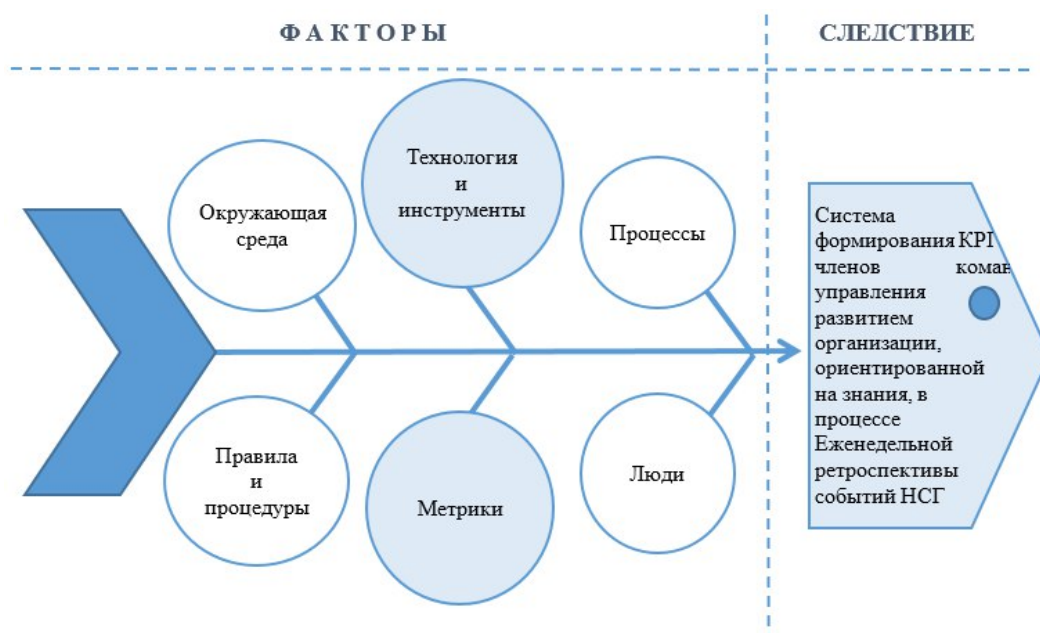 Ф А К Т О Р Ы
СЛЕДСТВИЕ
Окружающая
среда
Технология
и
инструменты
Процессы
Правила
и
процедуры
Метрики
Люди
Система
формирования KPI
членов
управления
развитием
организации,
ориентированной
на знания, в
процессе
Еженедельной
ретроспективы
событий НСГ